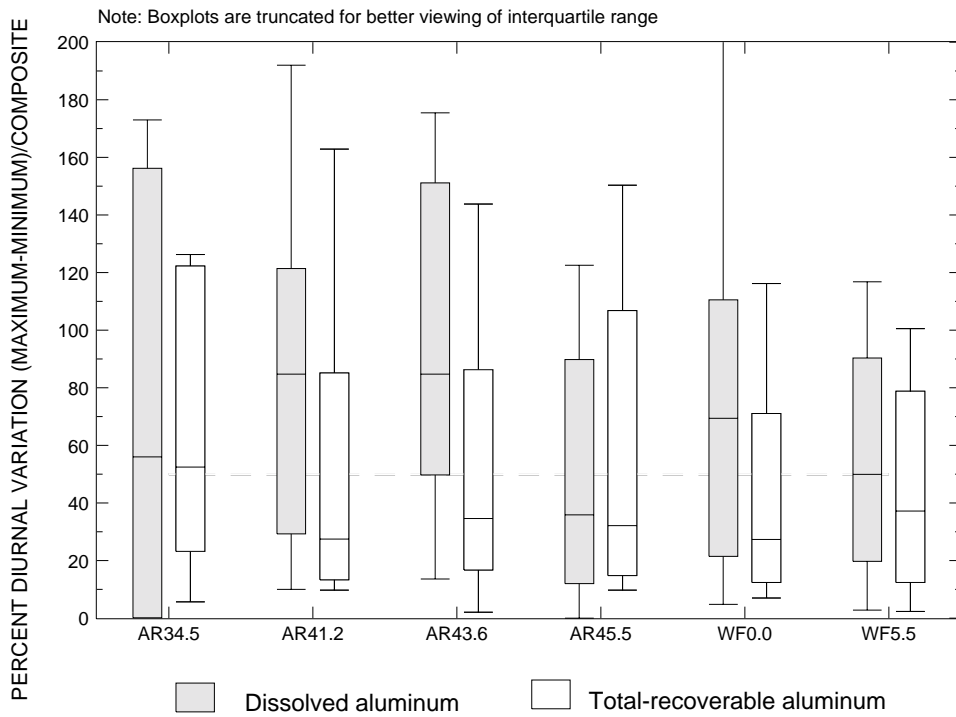 Note: Boxplots are truncated for better viewing of interquartile range
PERCENT DIURNAL VARIATION (MAXIMUM-MINIMUM)/COMPOSITE
200
180
160
140
120
100
80
60
40
20
0
AR34.5 AR41.2 AR43.6 AR45.5 WF0.0 WF5.5
Dissolved aluminum Total-recoverable aluminum